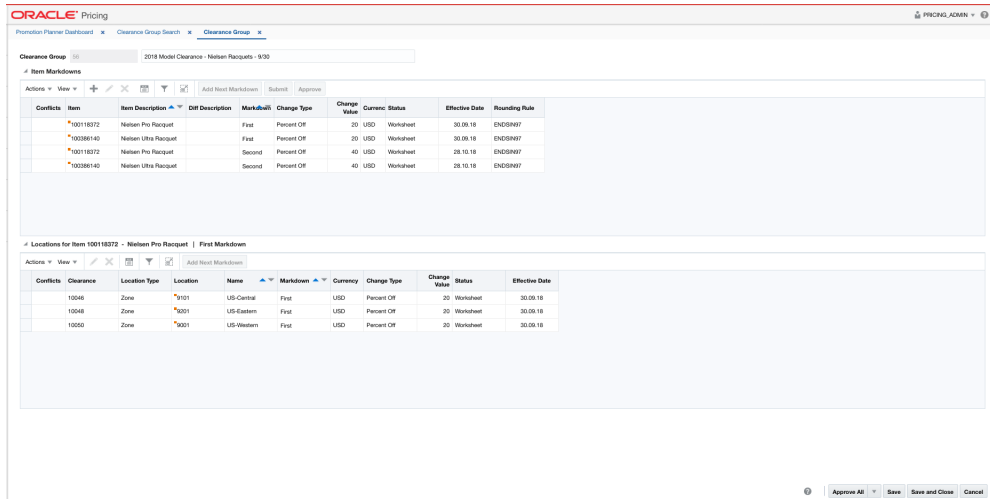 ORACLE Pricing PRICING_ADMIN
Promotion Planner Dashboard x Clearance Group Search x Clearance Group x
Clearance Group 2018 Model Clearance - Nielsen Racquets - 9/30
Item Markdowns
Actions View Add Next Markdown Submit Approve
Conflicts Item Item Description Diff Description Markdown Change Type Change Value Currenc Status Effective Date Rounding Rule
100118372 Nielsen Pro Racquet First Percent Off 20 USD Worksheet 30.09.18 ENDSIN97
100386140 Nielsen Ultra Racquet First Percent Off 20 USD Worksheet 30.09.18 ENDSIN97
100118372 Nielsen Pro Racquet Second Percent Off 40 USD Worksheet 28.10.18 ENDSIN97
100386140 Nielsen Ultra Racquet Second Percent Off 40 USD Worksheet 28.10.18 ENDSIN97
Locations for Item 100118372 - Nielsen Pro Racquet | First Markdown
Actions View Add Next Markdown
Conflicts Clearance Location Type Location Name Markdown Currency Change Type Change Value Status Effective Date
10046 Zone 9101 US-Central First USD Percent Off 20 Worksheet 30.09.18
10048 Zone 9201 US-Eastern First USD Percent Off 20 Worksheet 30.09.18
10050 Zone 9001 US-Western First USD Percent Off 20 Worksheet 30.09.18
Approve All Save Save and Close Cancel